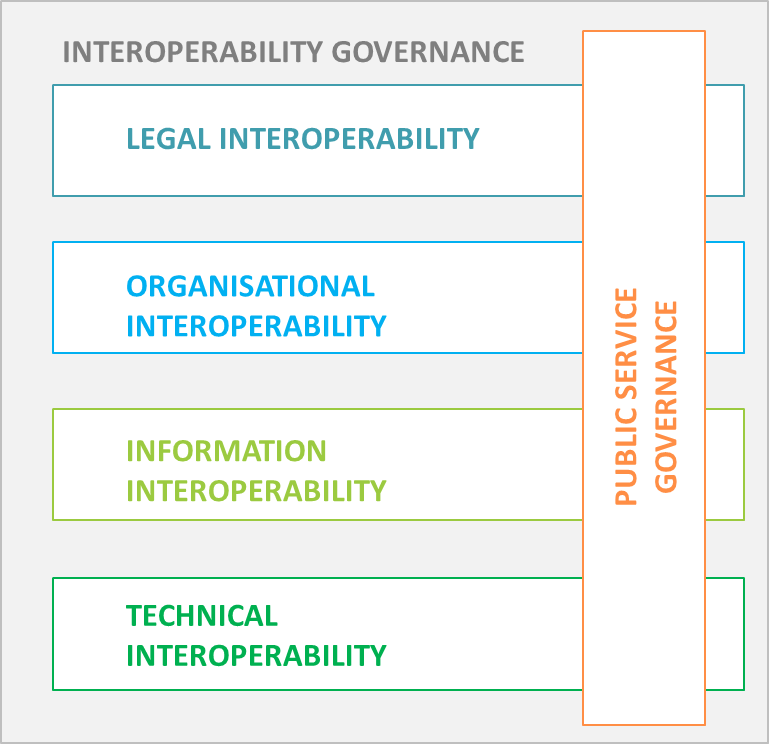 INTEROPERABILITY GOVERNANCE
LEGAL INTEROPERABILITY
ORGANISATIONAL
INTEROPERABILITY
INFORMATION
INTEROPERABILITY
TECHNICAL
INTEROPERABILITY
PUBLIC SERVICE
GOVERNANCE